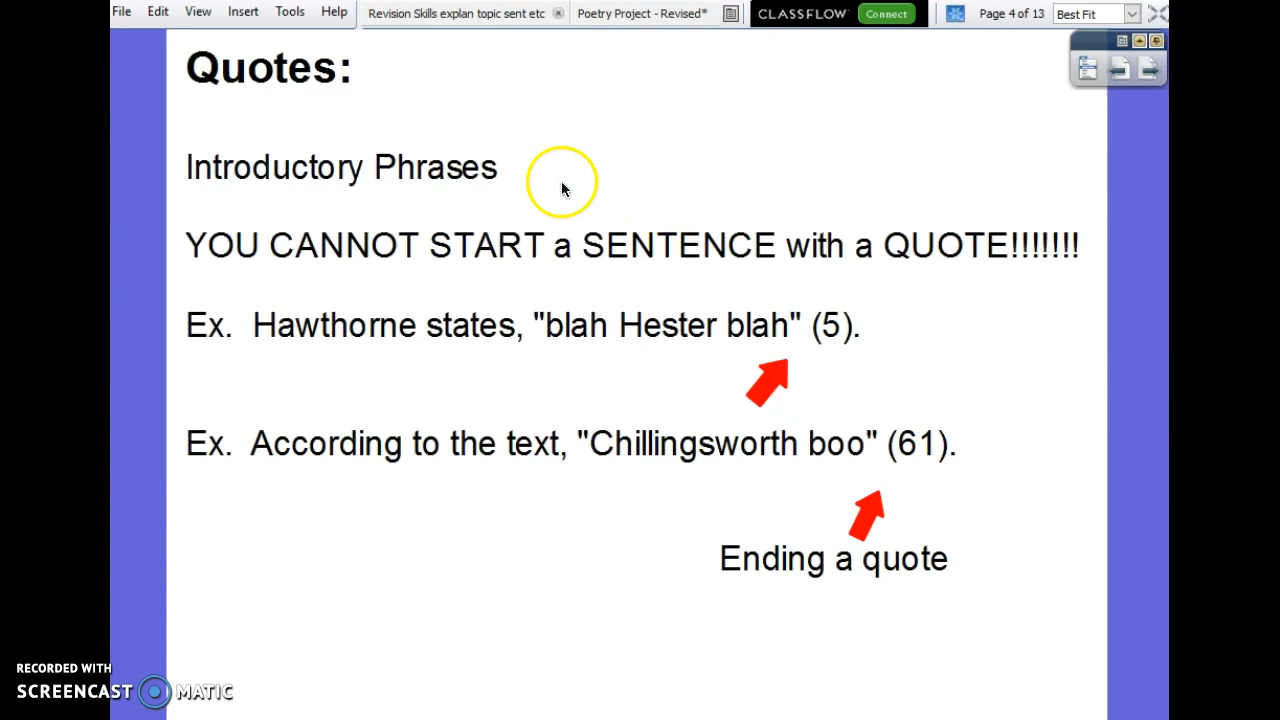 File Edit View Insert Tools Help Revision Skills explan topic sent etc Poetry Project - Revised* CLASSFLOW Connect Page 4 of 13 Best Fit
Quotes:
Introductory Phrases
YOU CANNOT START a SENTENCE with a QUOTE!!!!!!!
Ex. Hawthorne states, "blah Hester blah" (5).
Ex. According to the text, "Chillingsworth boo" (61).
Ending a quote
RECORDED WITH
SCREENCAST MATIC